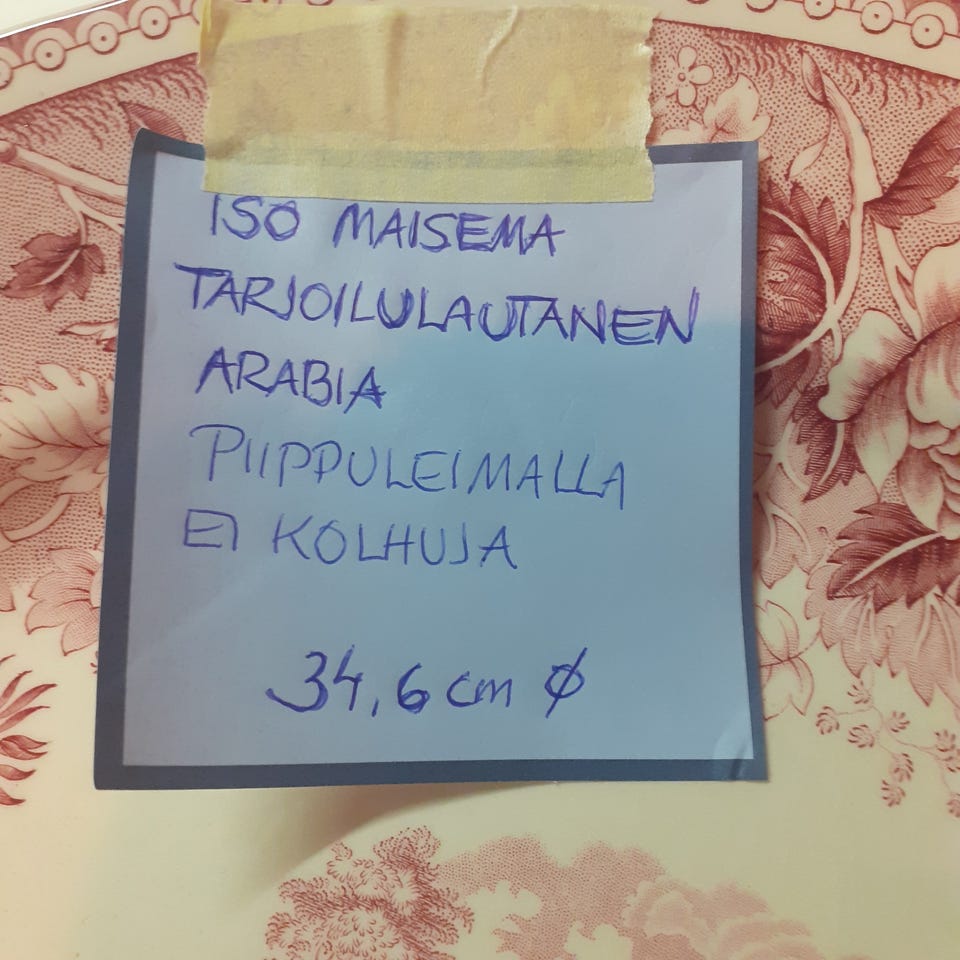 ISO MAISEMA
TARJOILULAUTANEN
ARABIA
PIIPPULEIMALLA
EI KOLHUJA
34,6 cm ø